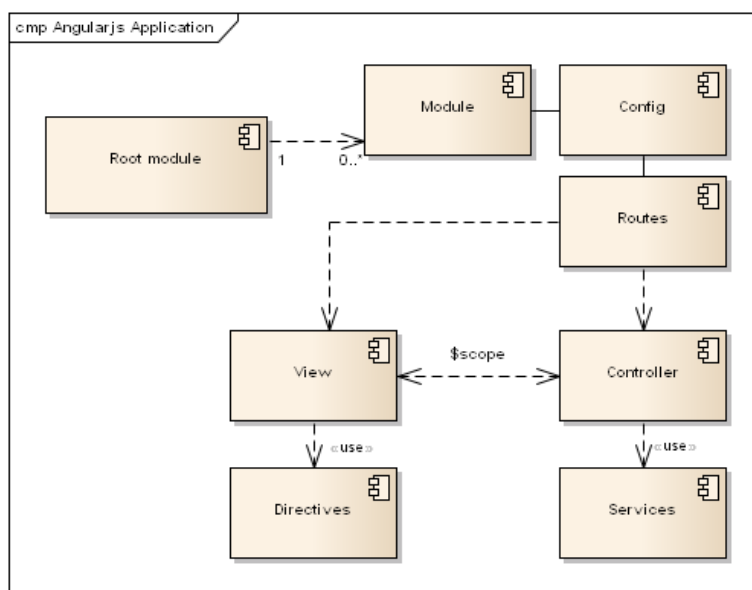 cmp Angularjs Application
Module
Config
Root module
1
0..*
Routes
View
$scope
Controller
«use»
«use»
Directives
Services